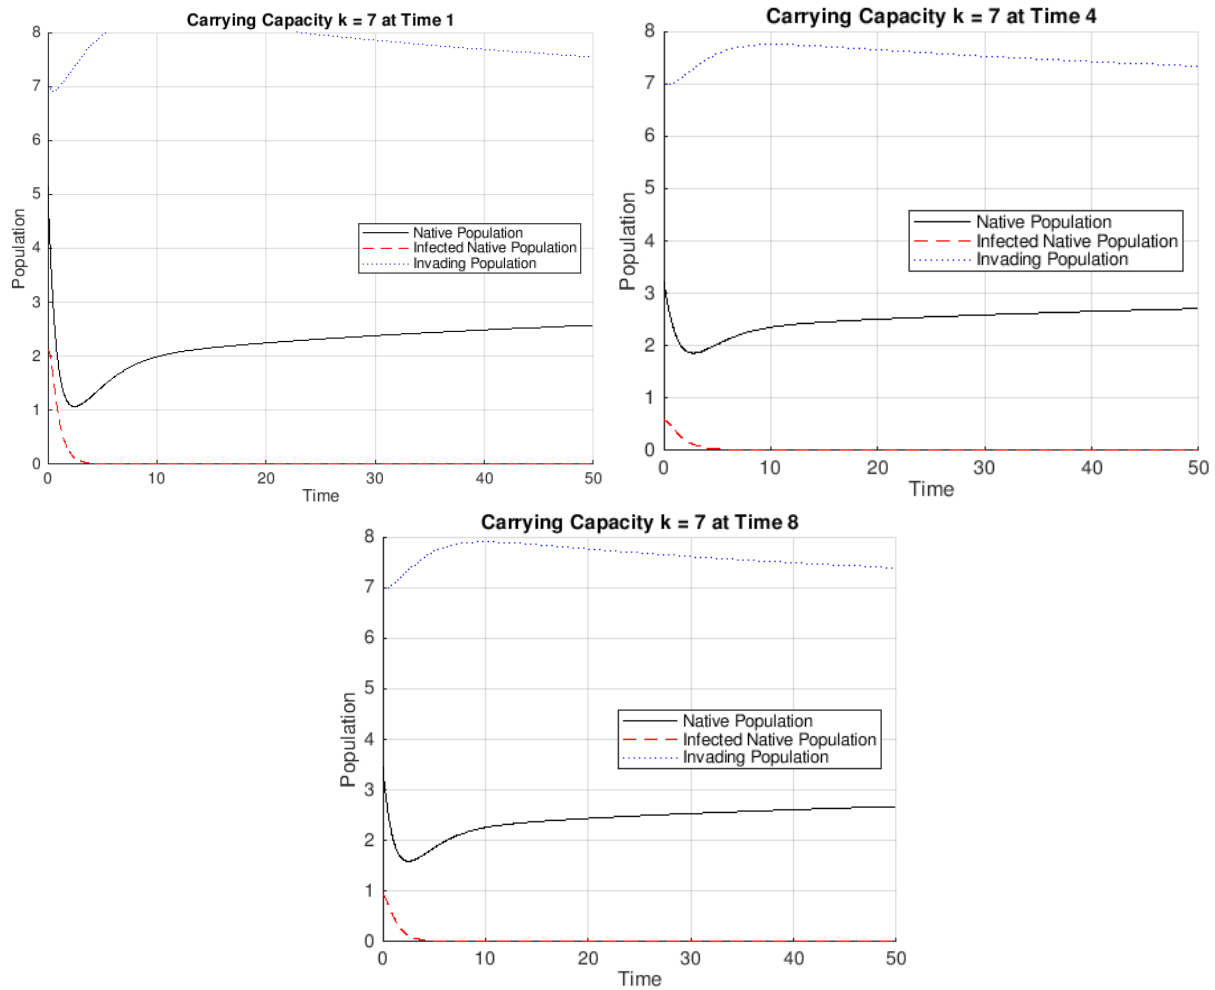 Carrying Capacity k = 7 at Time 1
8
7
6
5
4
3
2
1
0
Population
Native Population
Infected Native Population
Invading Population
0 10 20 30 40 50
Time
Carrying Capacity k = 7 at Time 4
8
7
6
5
4
3
2
1
0
Population
Native Population
Infected Native Population
Invading Population
0 10 20 30 40 50
Time
Carrying Capacity k = 7 at Time 8
8
7
6
5
4
3
2
1
0
Population
Native Population
Infected Native Population
Invading Population
0 10 20 30 40 50
Time